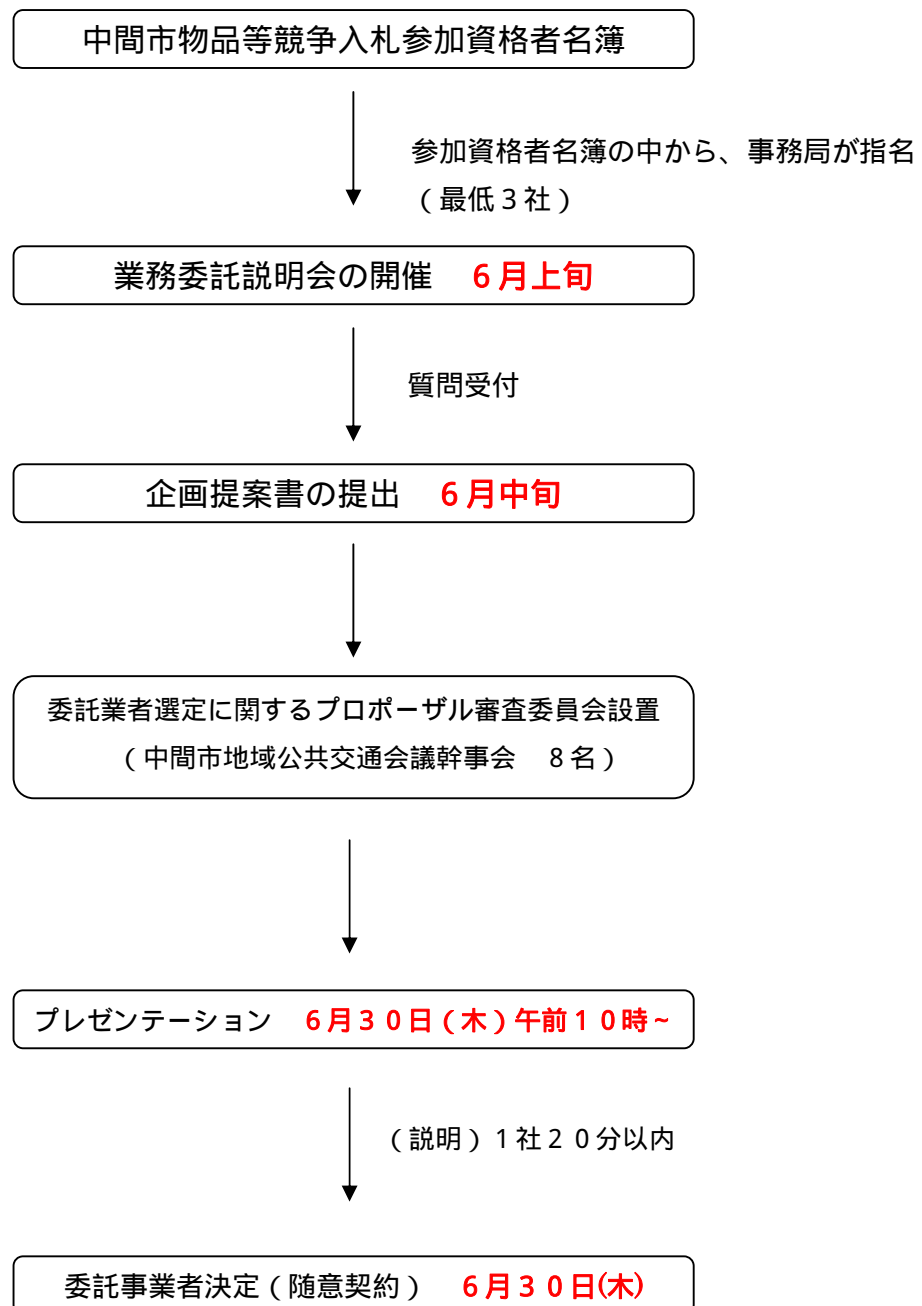 中間市物品等競争入札参加資格者名簿
参加資格者名簿の中から、事務局が指名
（最低３社）
業務委託説明会の開催　６月上旬
質問受付
企画提案書の提出　６月中旬
委託業者選定に関するプロポーザル審査委員会設置
（中間市地域公共交通会議幹事会　８名）
プレゼンテーション　６月３０日（木）午前１０時～
（説明）１社２０分以内
委託事業者決定（随意契約）　６月３０日(木)